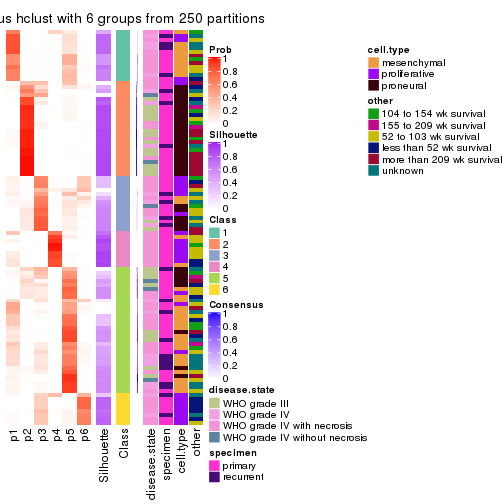 us hclust with 6 groups from 250 partitions
Prob
1
0.8
0.6
0.4
0.2
0
Silhouette
1
0.8
0.6
0.4
0.2
0
Class
1
2
3
4
5
6
Consensus
1
0.8
0.6
0.4
0.2
0
disease.state
WHO grade III
WHO grade IV
WHO grade IV with necrosis
WHO grade IV without necrosis
specimen
primary
recurrent
cell.type
mesenchymal
proliferative
proneural
other
104 to 154 wk survival
155 to 209 wk survival
52 to 103 wk survival
less than 52 wk survival
more than 209 wk survival
unknown
p1
p2
p3
p4
p5
p6
Silhouette
Class
disease.state
specimen
cell.type
other